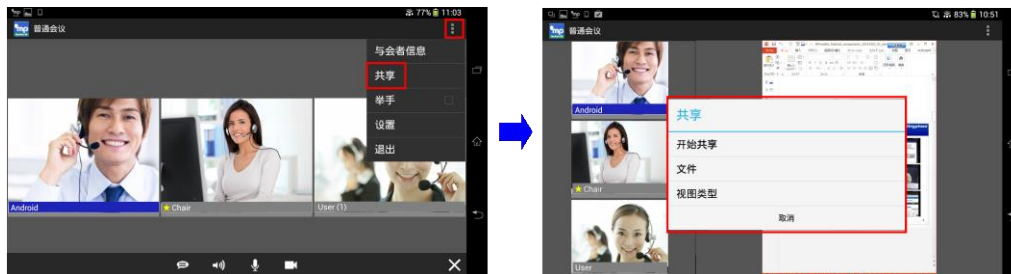 77% 11:03
mp 普通会议
与会者信息
共享
举手
设置
退出
Android
Chair
User (1)
83% 10:51
mp 普通会议
Android
Chair
User
共享
开始共享
文件
视图类型
取消